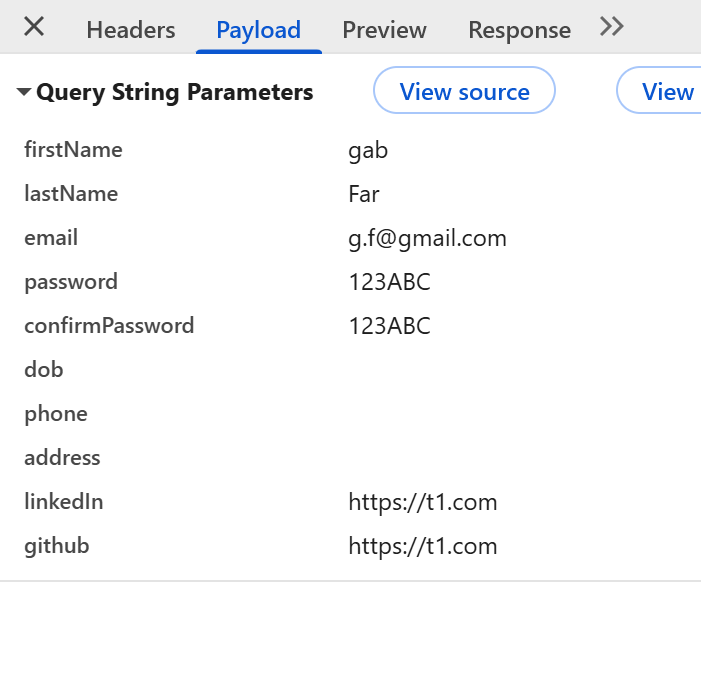 Headers Payload Preview Response
Query String Parameters View source View
firstName gab
lastName Far
email g.f@gmail.com
password 123ABC
confirmPassword 123ABC
dob
phone
address
linkedIn https://t1.com
github https://t1.com